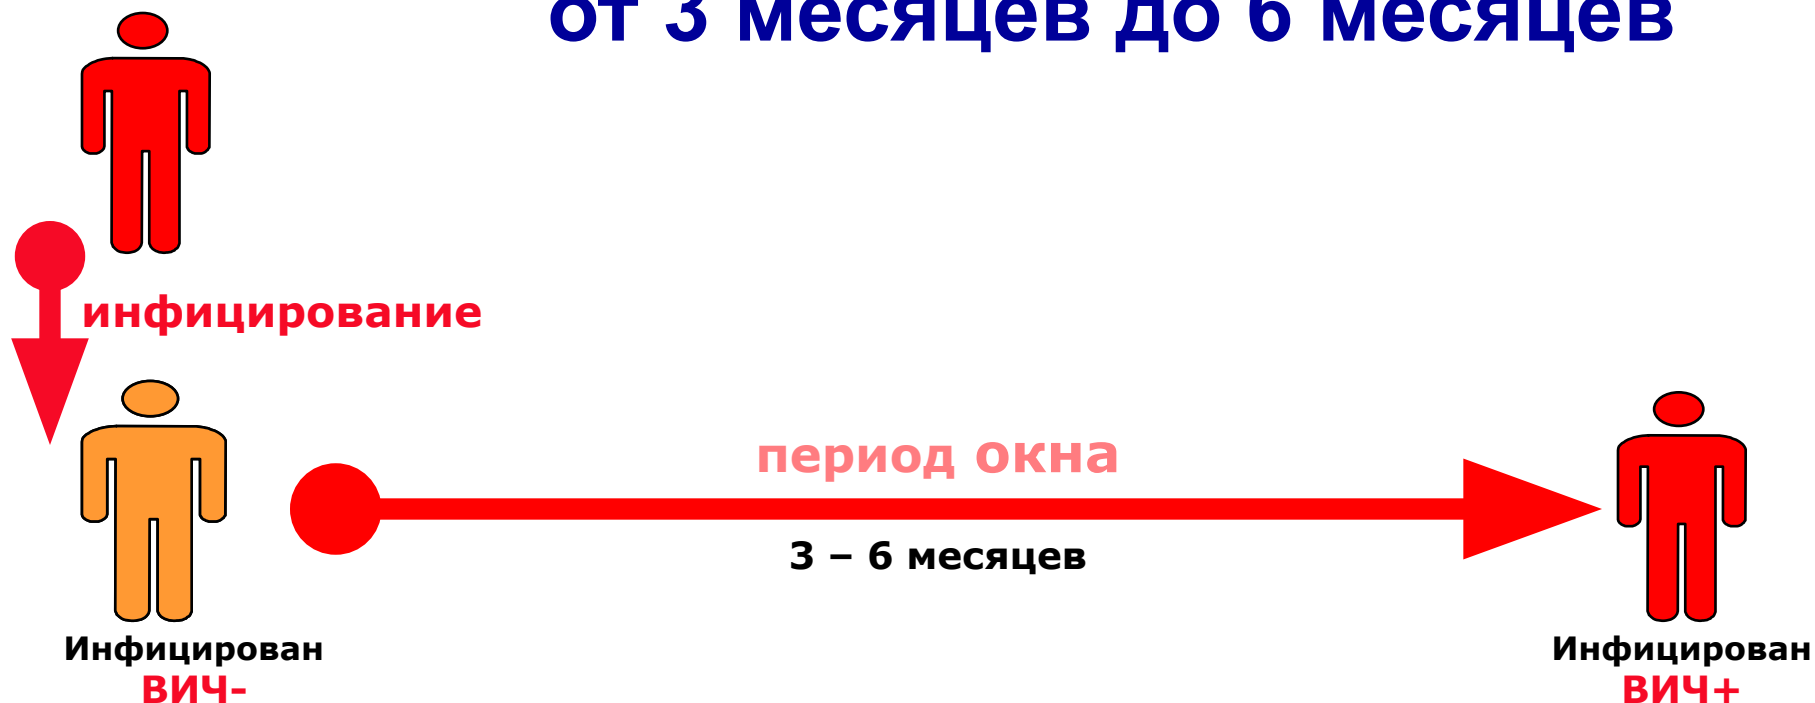 от 3 месяцев до 6 месяцев
инфицирование
период окна
3 – 6 месяцев
Инфицирован
ВИЧ-
Инфицирован
ВИЧ+